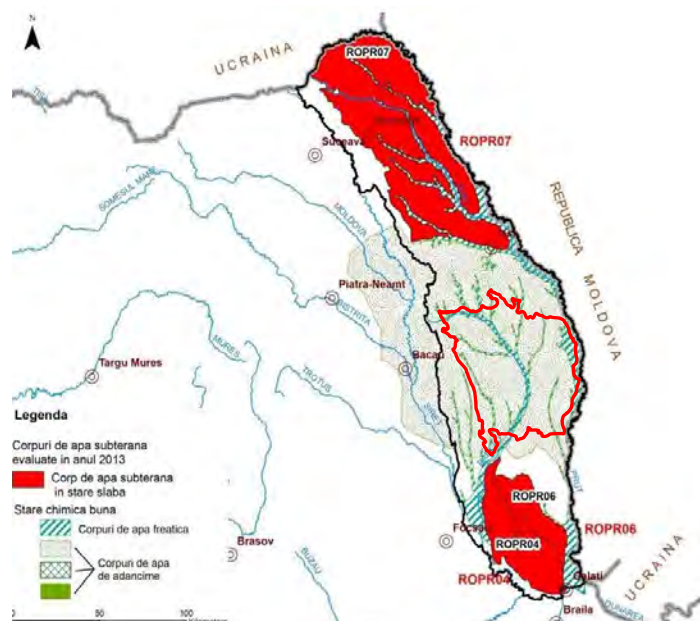 N
UCRAINA
ROPR07
TISA
Suceava
ROPR07
SOMESUL MARE
MOLDOVA
REPUBLICA
MOLDOVA
Piatra-Neamt
BISTRITA
Bacau
MURES
Targu Mures
TROTUS
SIRET
Legenda
Corpuri de apa subterana
evaluate in anul 2013
Corp de apa subterana
in stare slaba
Stare chimica buna
Corpuri de apa freatica
Corpuri de apa
de adancime
PRUT
ROPR06
ROPR06
Focsani
ROPR04
Brasov
ROPR04
BUZAU
Galati
UCRAINA
DUNAREA
Braila
0
50
100